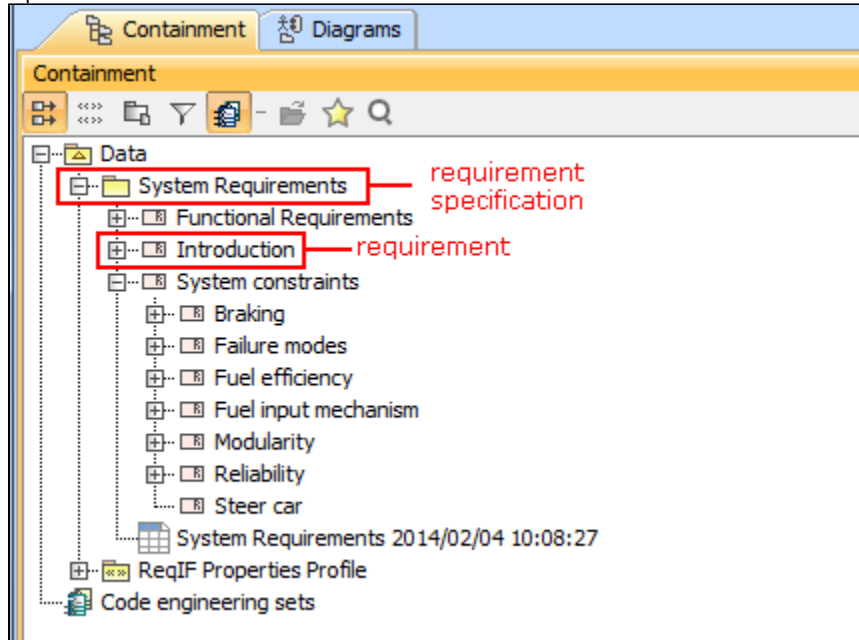 Containment Diagrams
Containment
Data
System Requirements
requirement
specification
Functional Requirements
Introduction
requirement
System constraints
Braking
Failure modes
Fuel efficiency
Fuel input mechanism
Modularity
Reliability
Steer car
System Requirements 2014/02/04 10:08:27
ReqIF Properties Profile
Code engineering sets